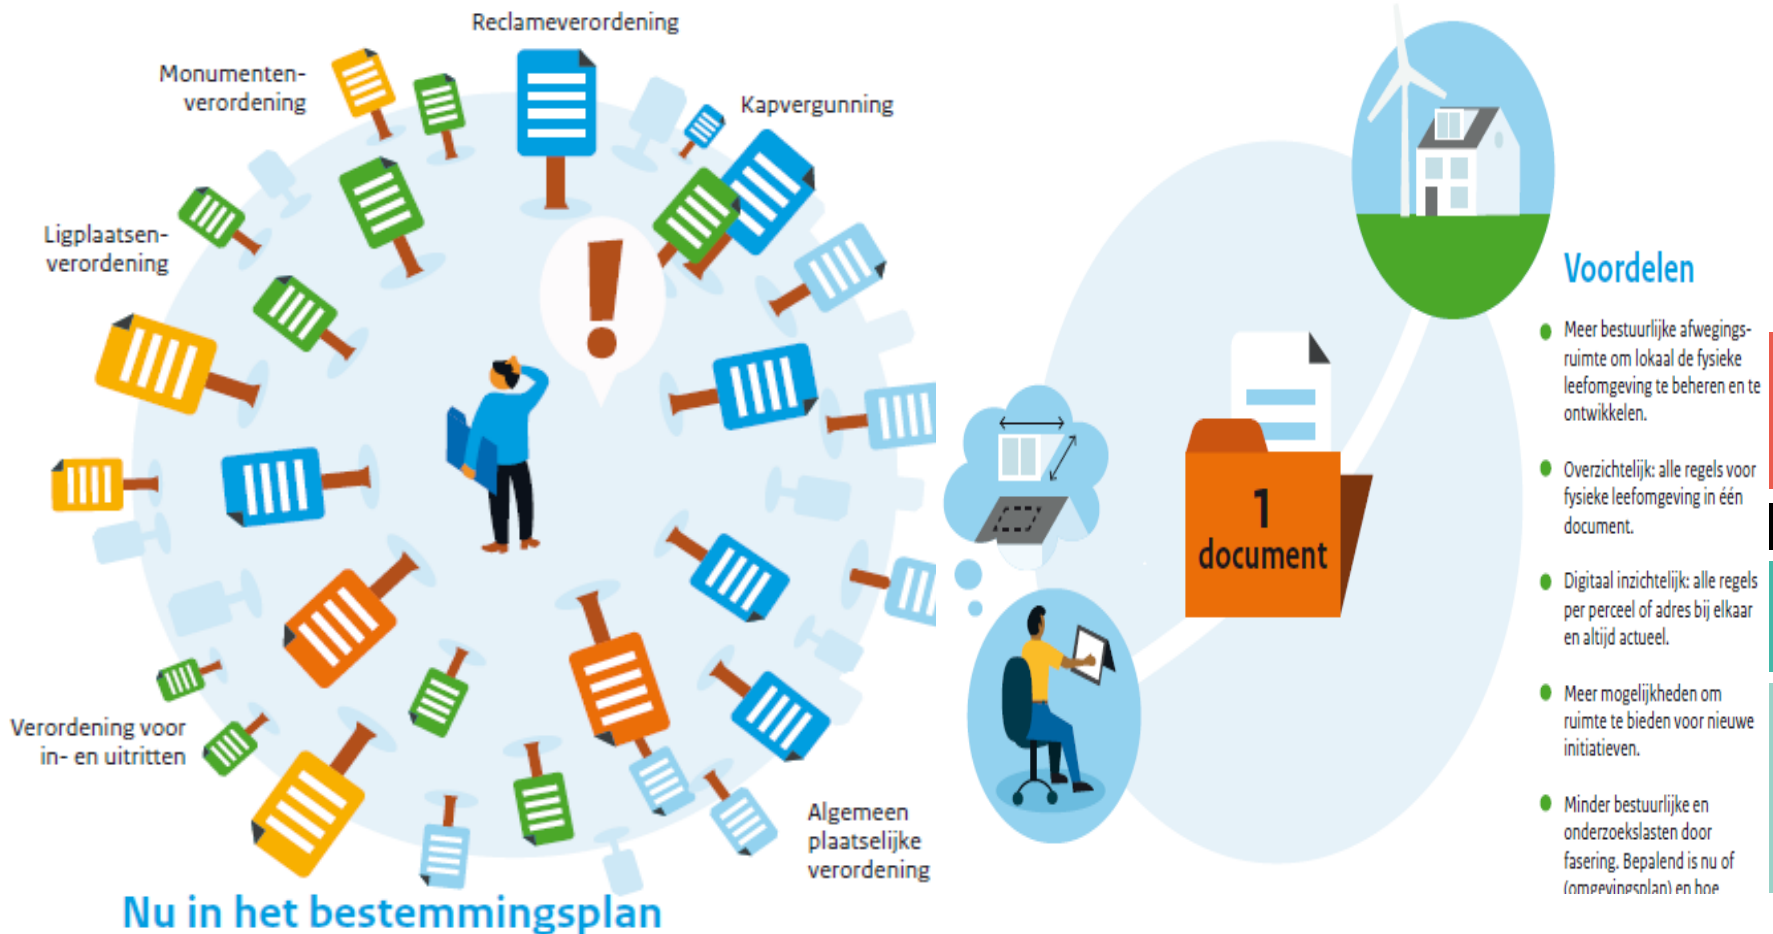 Reclameverordening
Monumenten-
verordening
Kapvergunning
Ligplaatsen-
verordening
Verordening voor
in- en uitritten
Algemeen
plaatselijke
verordening
Nu in het bestemmingsplan
1
document
Voordelen
Meer bestuurlijke afwegings-
ruimte om lokaal de fysieke
leefomgeving te beheren en te
ontwikkelen.
Overzichtelijk: alle regels voor
fysieke leefomgeving in één
document.
Digitaal inzichtelijk: alle regels
per perceel of adres bij elkaar
en altijd actueel.
Meer mogelijkheden om
ruimte te bieden voor nieuwe
initiatieven.
Minder bestuurlijke en
onderzoekslasten door
fasering. Bepalend is nu of
(omgevingsplan) en hoe